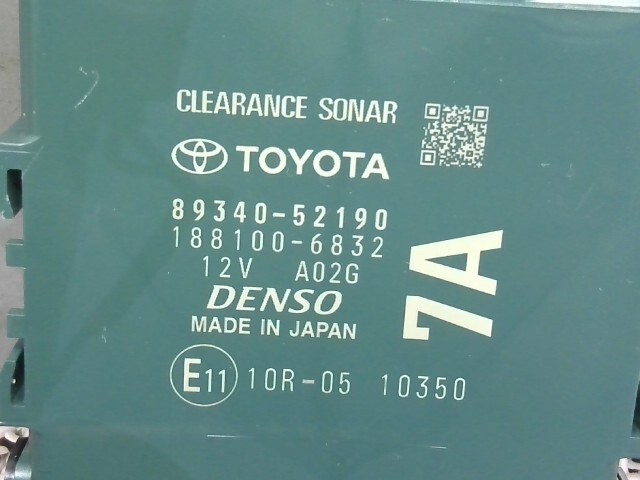 CLEARANCE SONAR
TOYOTA
89340-52190
188100-6832
12V A02G
DENSO
MADE IN JAPAN
7A
E11 10R-05 10350